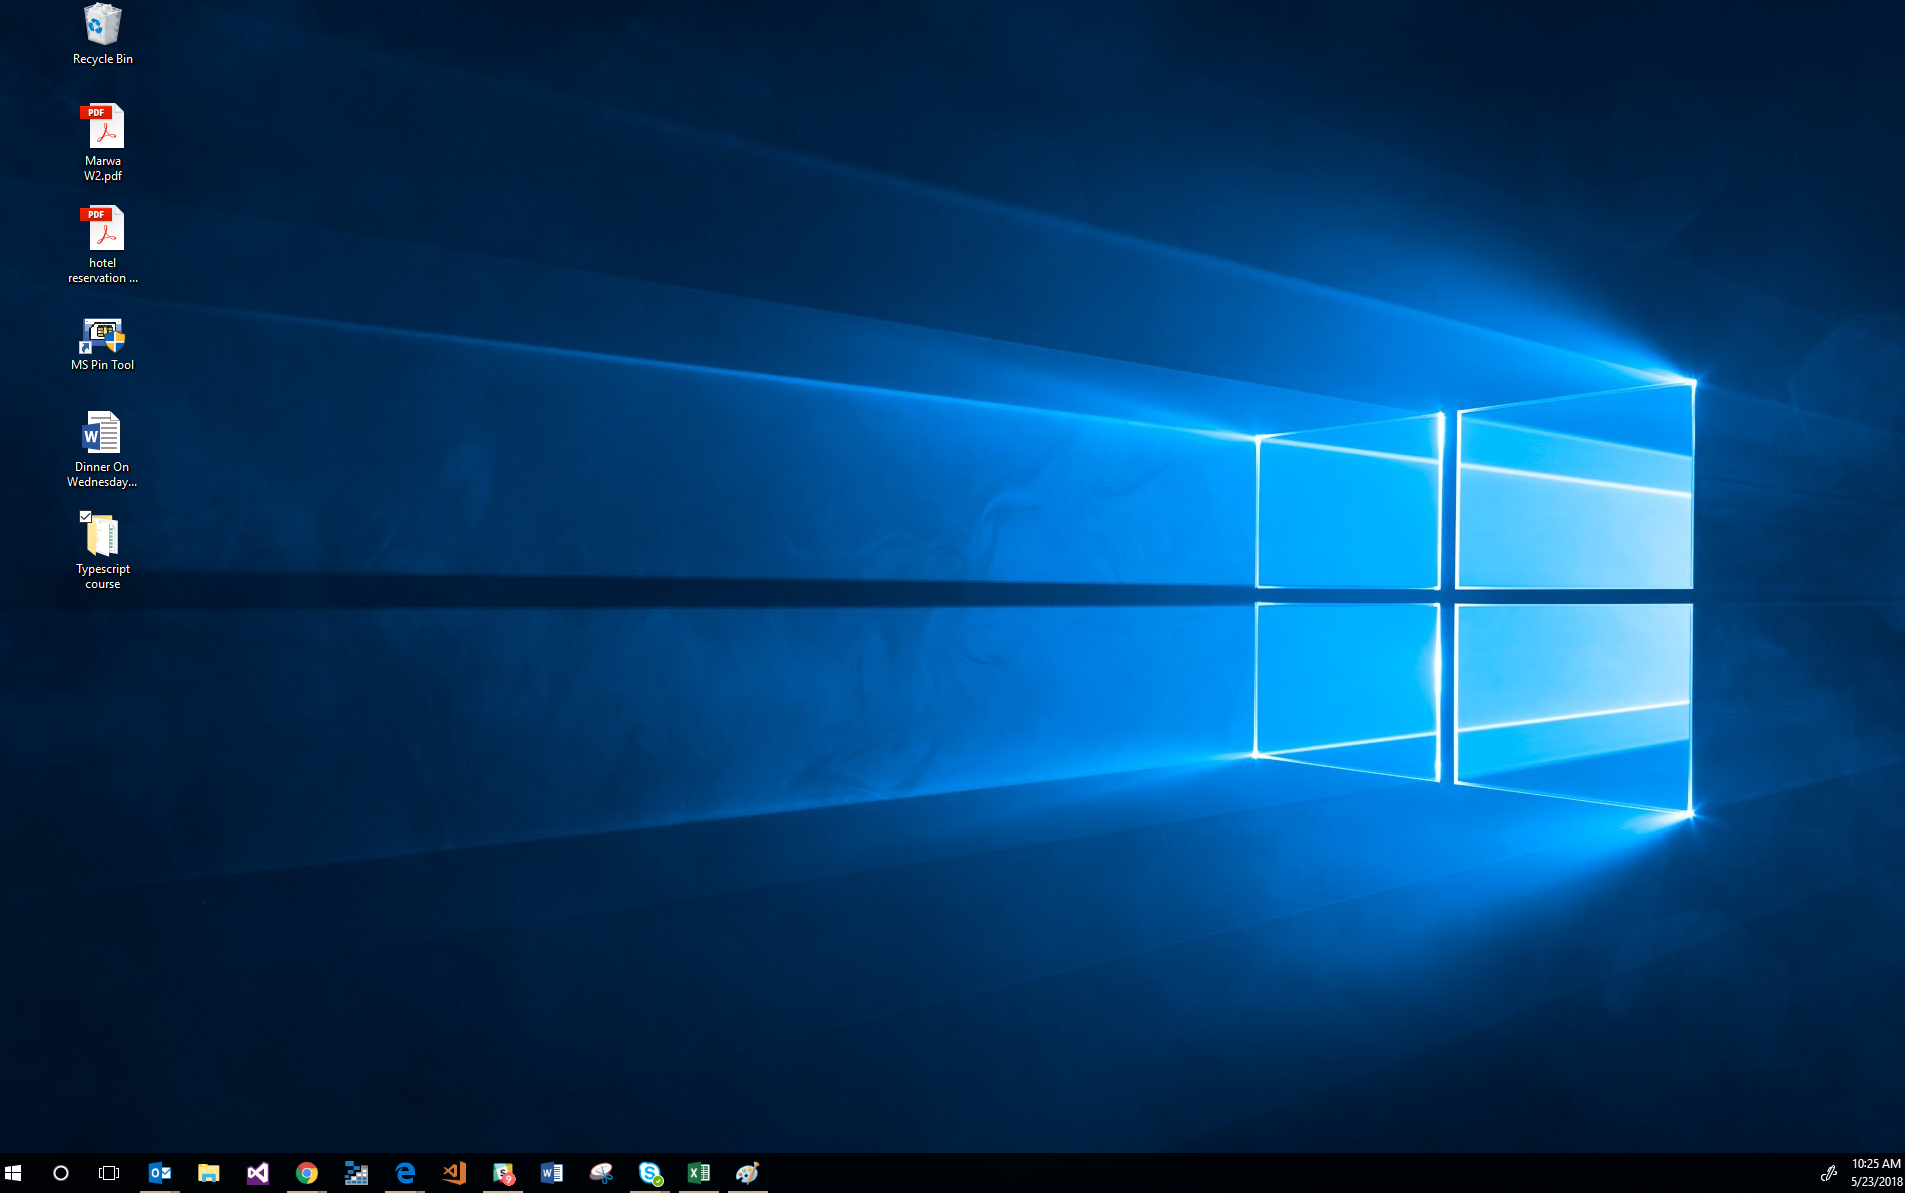 Recycle Bin
PDF
Marwa
W2.pdf
PDF
hotel
reservation ...
MS Pin Tool
W
Dinner On
Wednesday...
Typescript
course
10:25 AM
5/23/2018